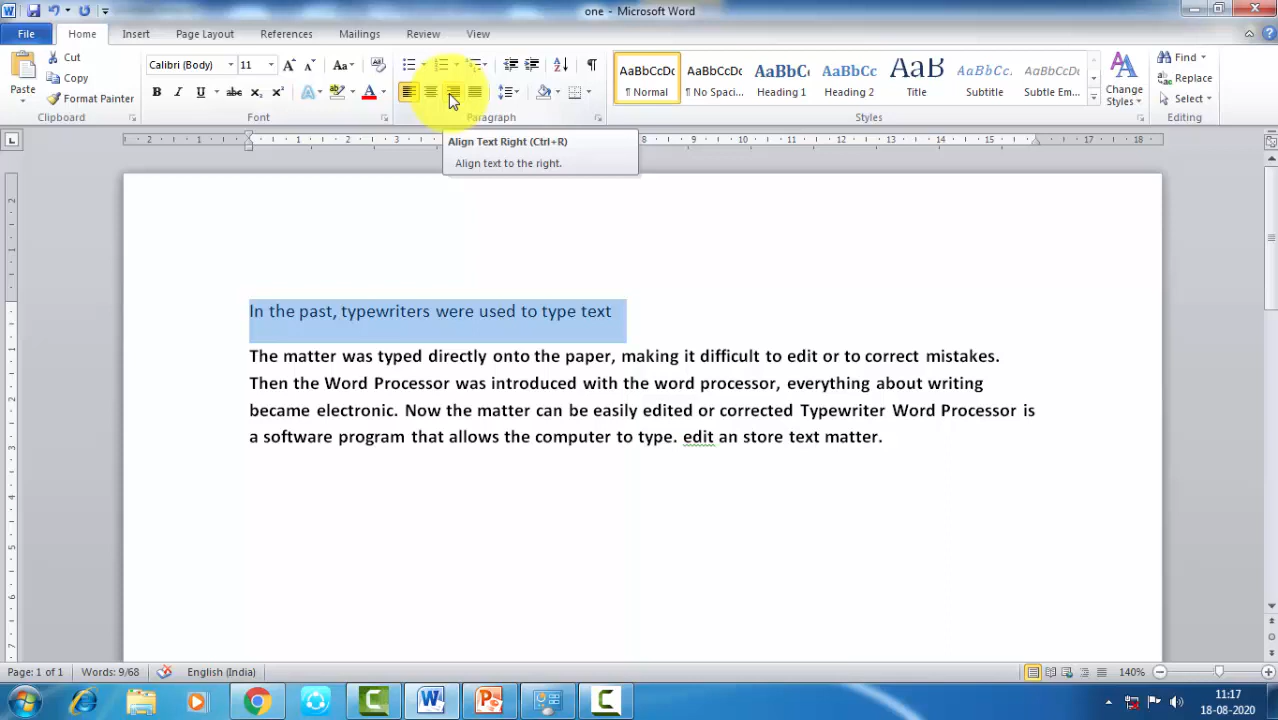 one - Microsoft Word
File Home Insert Page Layout References Mailings Review View
Cut
Copy
Format Painter
Paste
Clipboard
Calibri (Body) 11
Font
Paragraph
AaBbCcDc AaBbCcDc AaBbCc AaBbCc AaB AaBbCcL AaBbCcDc
¶ Normal ¶ No Spaci... Heading 1 Heading 2 Title Subtitle Subtle Em...
Change
Styles
Styles
Find
Replace
Select
Editing
Align Text Right (Ctrl+R)
Align text to the right.
In the past, typewriters were used to type text
The matter was typed directly onto the paper, making it difficult to edit or to correct mistakes.
Then the Word Processor was introduced with the word processor, everything about writing
became electronic. Now the matter can be easily edited or corrected Typewriter Word Processor is
a software program that allows the computer to type. edit an store text matter.
Page: 1 of 1 Words: 9/68 English (India) 140%
11:17
18-08-2020